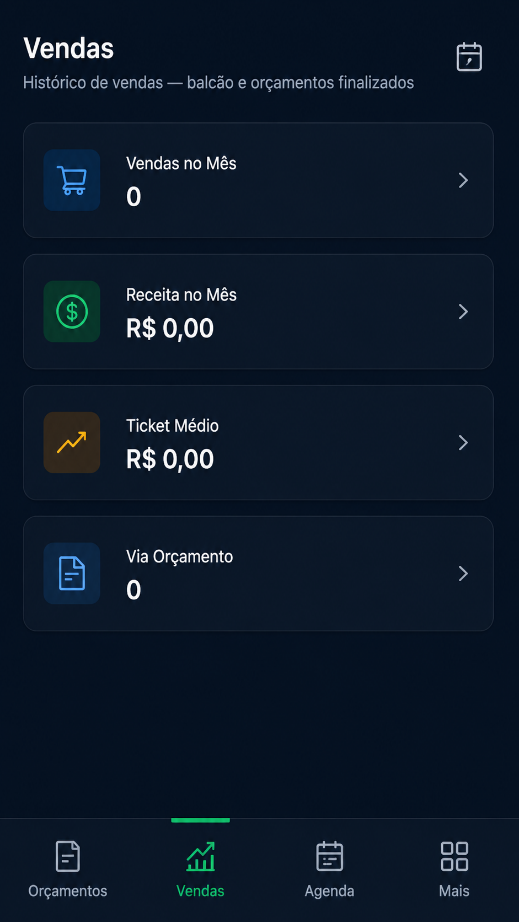 Vendas
Histórico de vendas — balcão e orçamentos finalizados
Vendas no Mês
0
Receita no Mês
R$ 0,00
Ticket Médio
R$ 0,00
Via Orçamento
0
Orçamentos
Vendas
Agenda
Mais